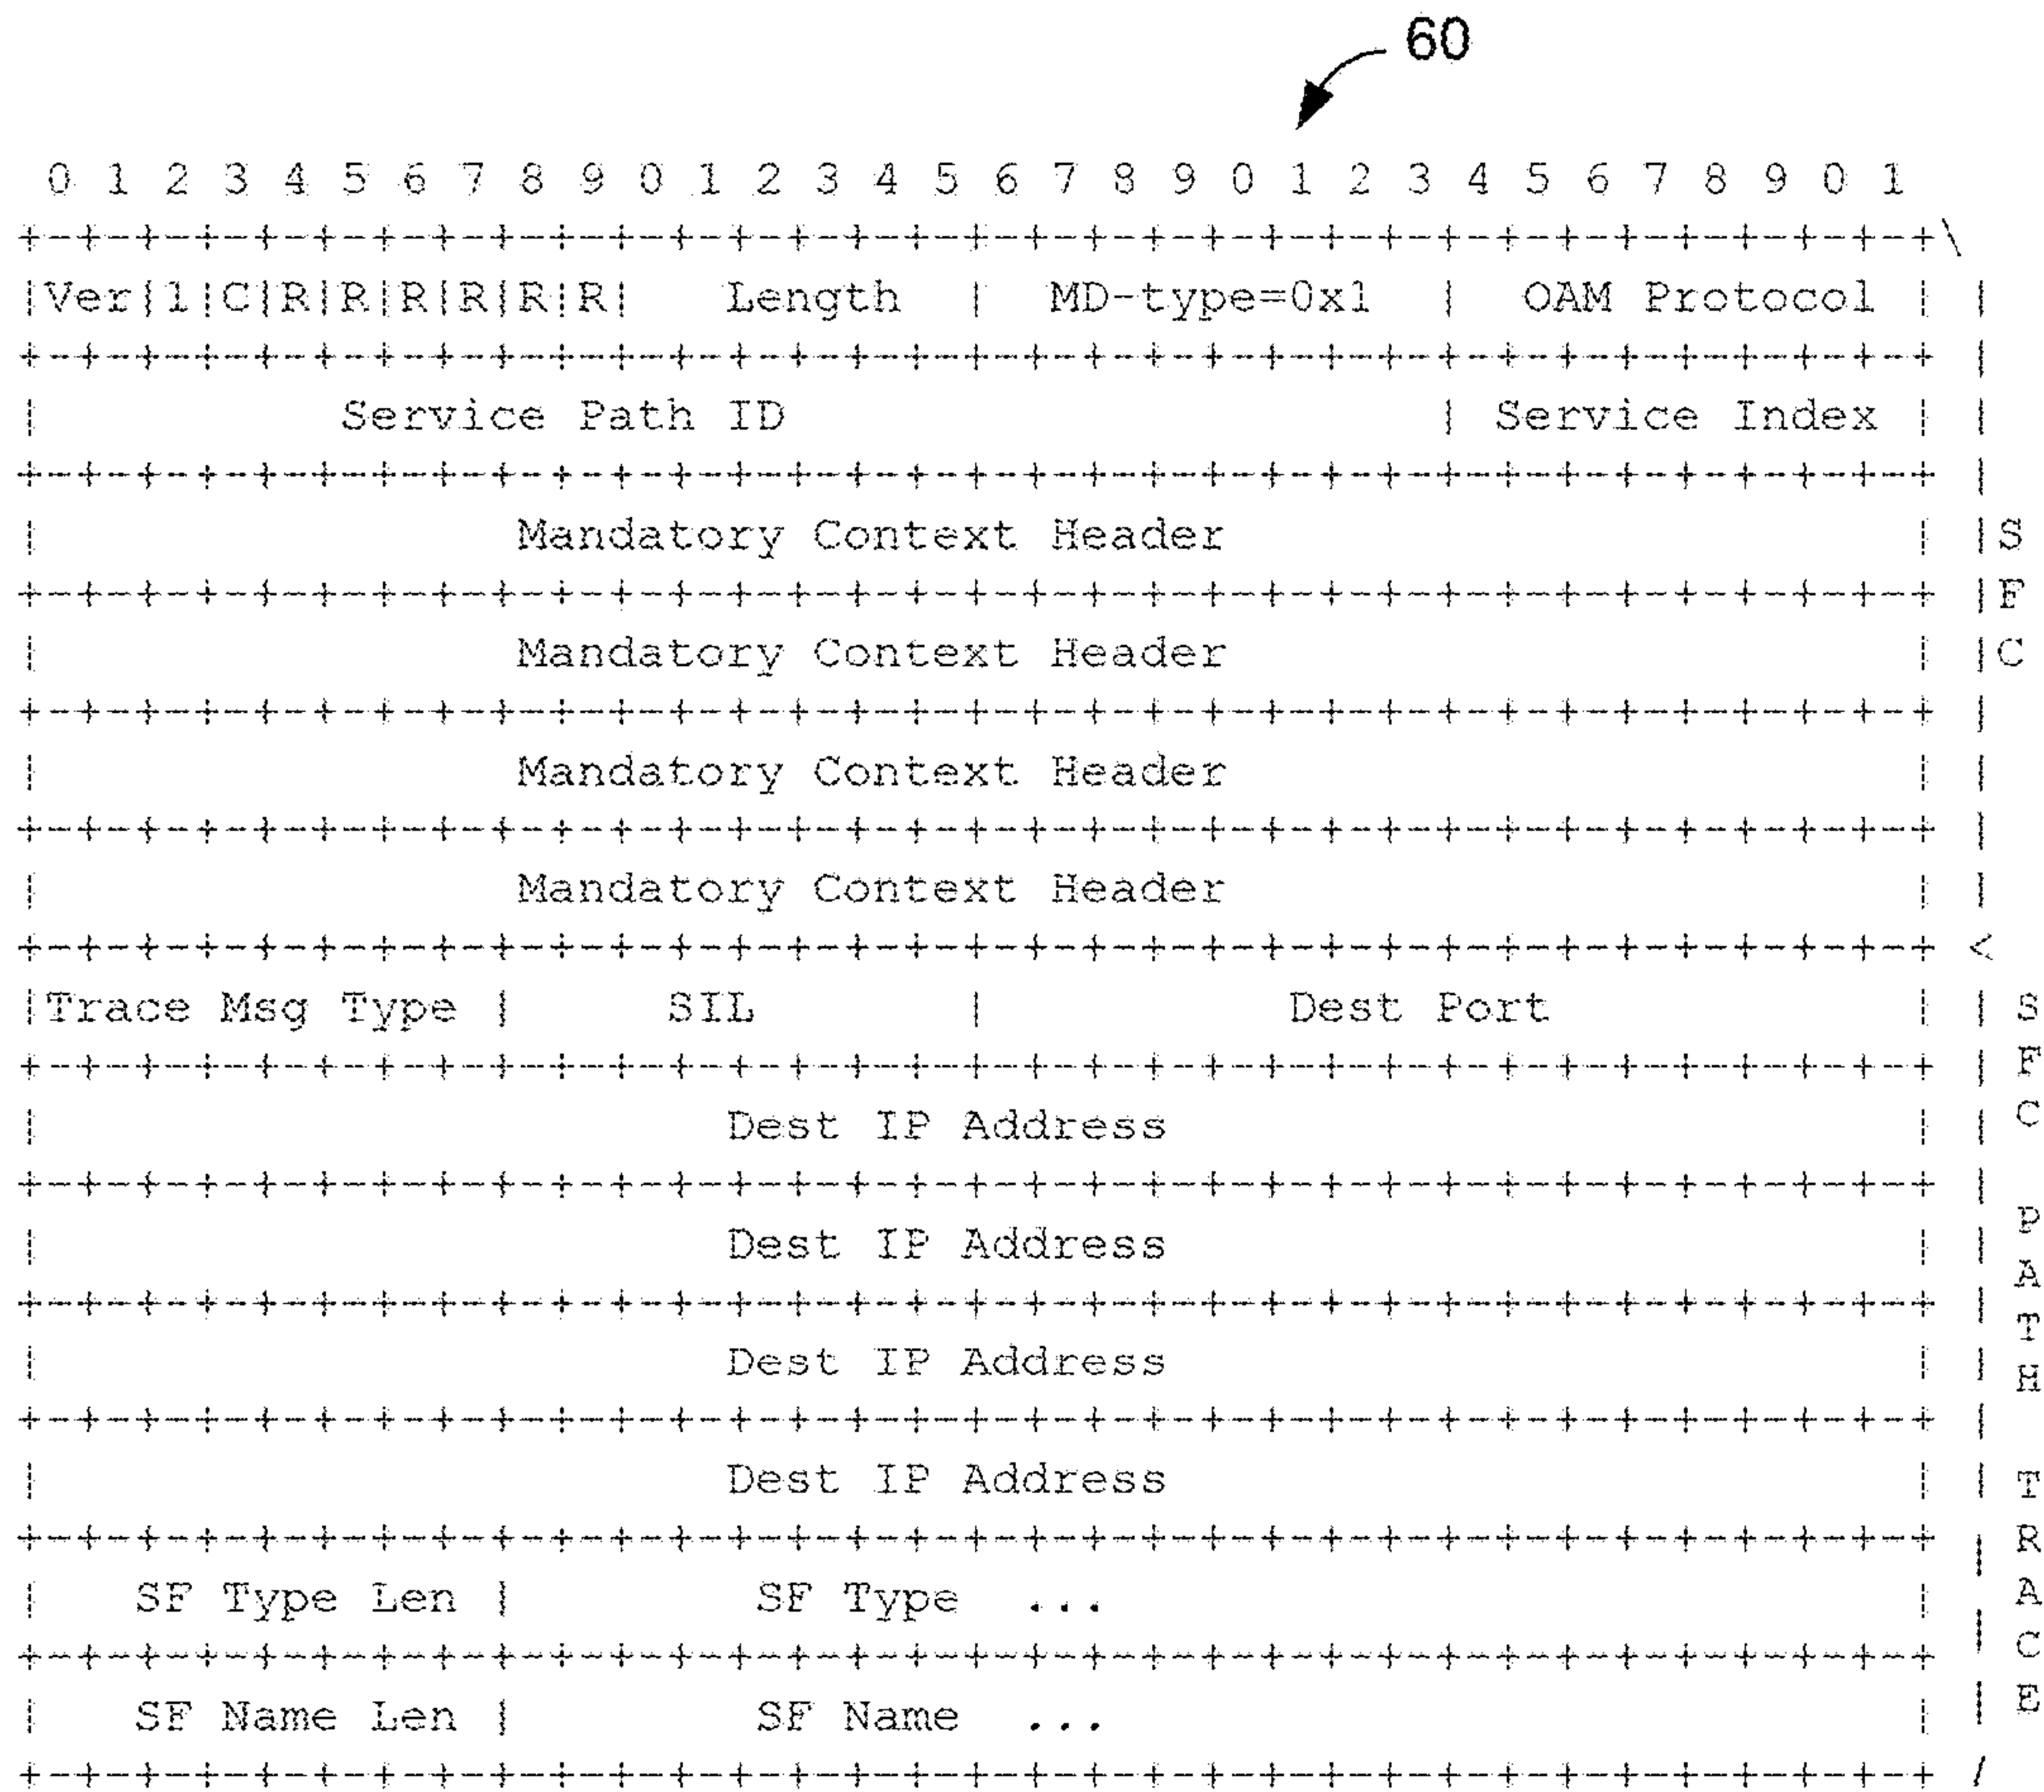 60
0 1 2 3 4 5 6 7 8 9 0 1 2 3 4 5 6 7 8 9 0 1 2 3 4 5 6 7 8 9 0 1
+-+-+-+-+-+-+-+-+-+-+-+-+-+-+-+-+-+-+-+-+-+-+-+-+-+-+-+-+-+-+-+-+\
|Ver|1|C|R|R|R|R|R|R|   Length  |  MD-type=0x1  |  OAM Protocol | |
+-+-+-+-+-+-+-+-+-+-+-+-+-+-+-+-+-+-+-+-+-+-+-+-+-+-+-+-+-+-+-+-+ |
|          Service Path ID                      | Service Index | |
+-+-+-+-+-+-+-+-+-+-+-+-+-+-+-+-+-+-+-+-+-+-+-+-+-+-+-+-+-+-+-+-+ |
|                Mandatory Context Header                       | |S
+-+-+-+-+-+-+-+-+-+-+-+-+-+-+-+-+-+-+-+-+-+-+-+-+-+-+-+-+-+-+-+-+ |F
|                Mandatory Context Header                       | |C
+-+-+-+-+-+-+-+-+-+-+-+-+-+-+-+-+-+-+-+-+-+-+-+-+-+-+-+-+-+-+-+-+ |
|                Mandatory Context Header                       | |
+-+-+-+-+-+-+-+-+-+-+-+-+-+-+-+-+-+-+-+-+-+-+-+-+-+-+-+-+-+-+-+-+ |
|                Mandatory Context Header                       | |
+-+-+-+-+-+-+-+-+-+-+-+-+-+-+-+-+-+-+-+-+-+-+-+-+-+-+-+-+-+-+-+-+ <
|Trace Msg Type |     SIL       |          Dest Port            | | S
+-+-+-+-+-+-+-+-+-+-+-+-+-+-+-+-+-+-+-+-+-+-+-+-+-+-+-+-+-+-+-+-+ | F
|                       Dest IP Address                         | | C
+-+-+-+-+-+-+-+-+-+-+-+-+-+-+-+-+-+-+-+-+-+-+-+-+-+-+-+-+-+-+-+-+ |
|                       Dest IP Address                         | | P
+-+-+-+-+-+-+-+-+-+-+-+-+-+-+-+-+-+-+-+-+-+-+-+-+-+-+-+-+-+-+-+-+ | A T
|                       Dest IP Address                         | | H
+-+-+-+-+-+-+-+-+-+-+-+-+-+-+-+-+-+-+-+-+-+-+-+-+-+-+-+-+-+-+-+-+ |
|                       Dest IP Address                         | | T
+-+-+-+-+-+-+-+-+-+-+-+-+-+-+-+-+-+-+-+-+-+-+-+-+-+-+-+-+-+-+-+-+ | R
|   SF Type Len |        SF Type  ...                           | | A
+-+-+-+-+-+-+-+-+-+-+-+-+-+-+-+-+-+-+-+-+-+-+-+-+-+-+-+-+-+-+-+-+ | C
|   SF Name Len |        SF Name  ...                           | | E
+-+-+-+-+-+-+-+-+-+-+-+-+-+-+-+-+-+-+-+-+-+-+-+-+-+-+-+-+-+-+-+-+ /